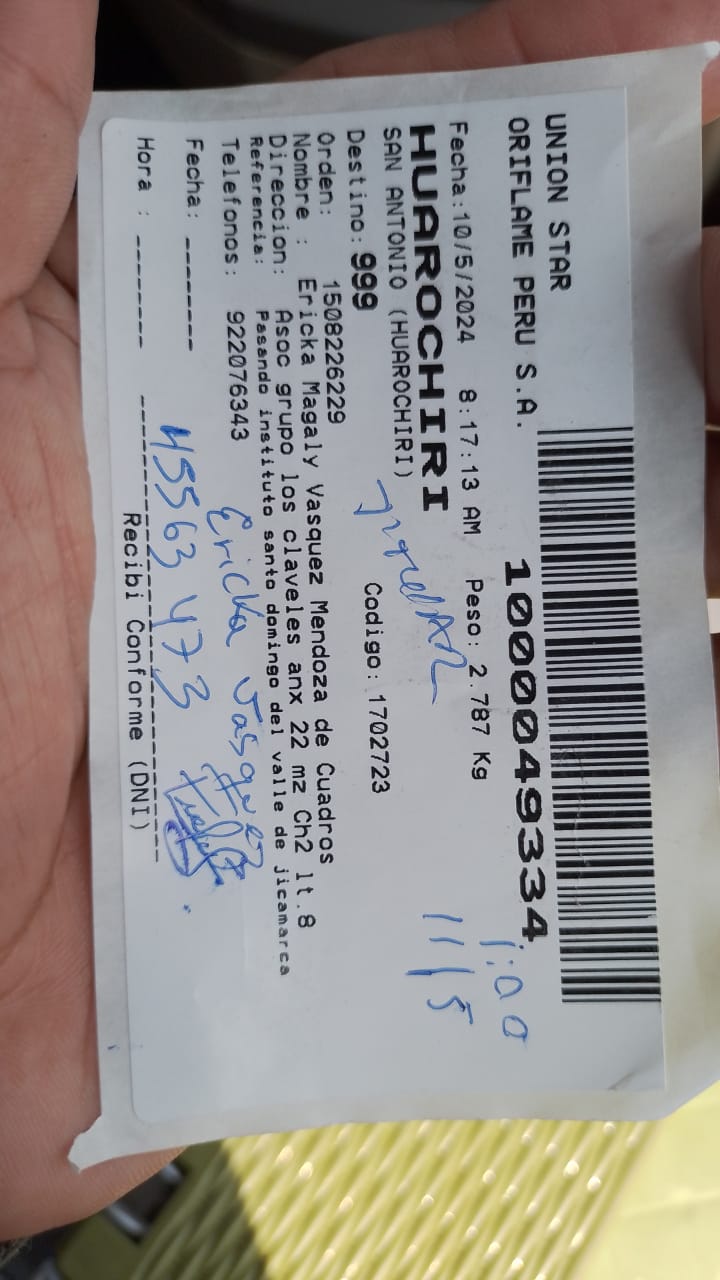 UNION STAR
ORIFLAME PERU S.A.
1000049334
1:00
Fecha:10/5/2024 8:17:13 AM Peso: 2.787 Kg
11/5
HUAROCHIRI
SAN ANTONIO (HUAROCHIRI)
Destino: 999
Codigo: 1702723
Orden: 1508226229
Nombre : Ericka Magaly Vasquez Mendoza de Cuadros
Direccion: Asoc grupo los claveles anx 22 mz Ch2 lt.8
Referencia: Pasando instituto santo domingo del valle de jicamarca
Telefonos: 922076343
Ericka Vasquez
Fecha: --------
45563473
Hora : --------
Recibi Conforme (DNI)